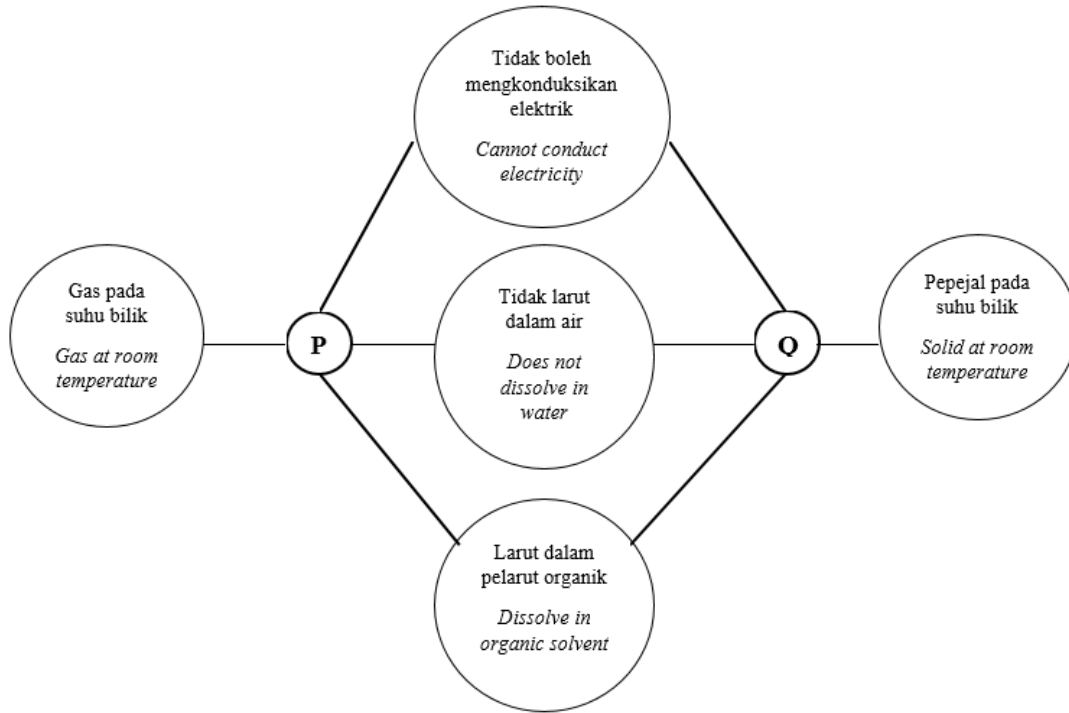 Tidak boleh
mengkonduksikan
elektrik
Cannot conduct
electricity
Gas pada
suhu bilik
Gas at room
temperature
P
Tidak larut
dalam air
Does not
dissolve in
water
Q
Pepejal pada
suhu bilik
Solid at room
temperature
Larut dalam
pelarut organik
Dissolve in
organic solvent